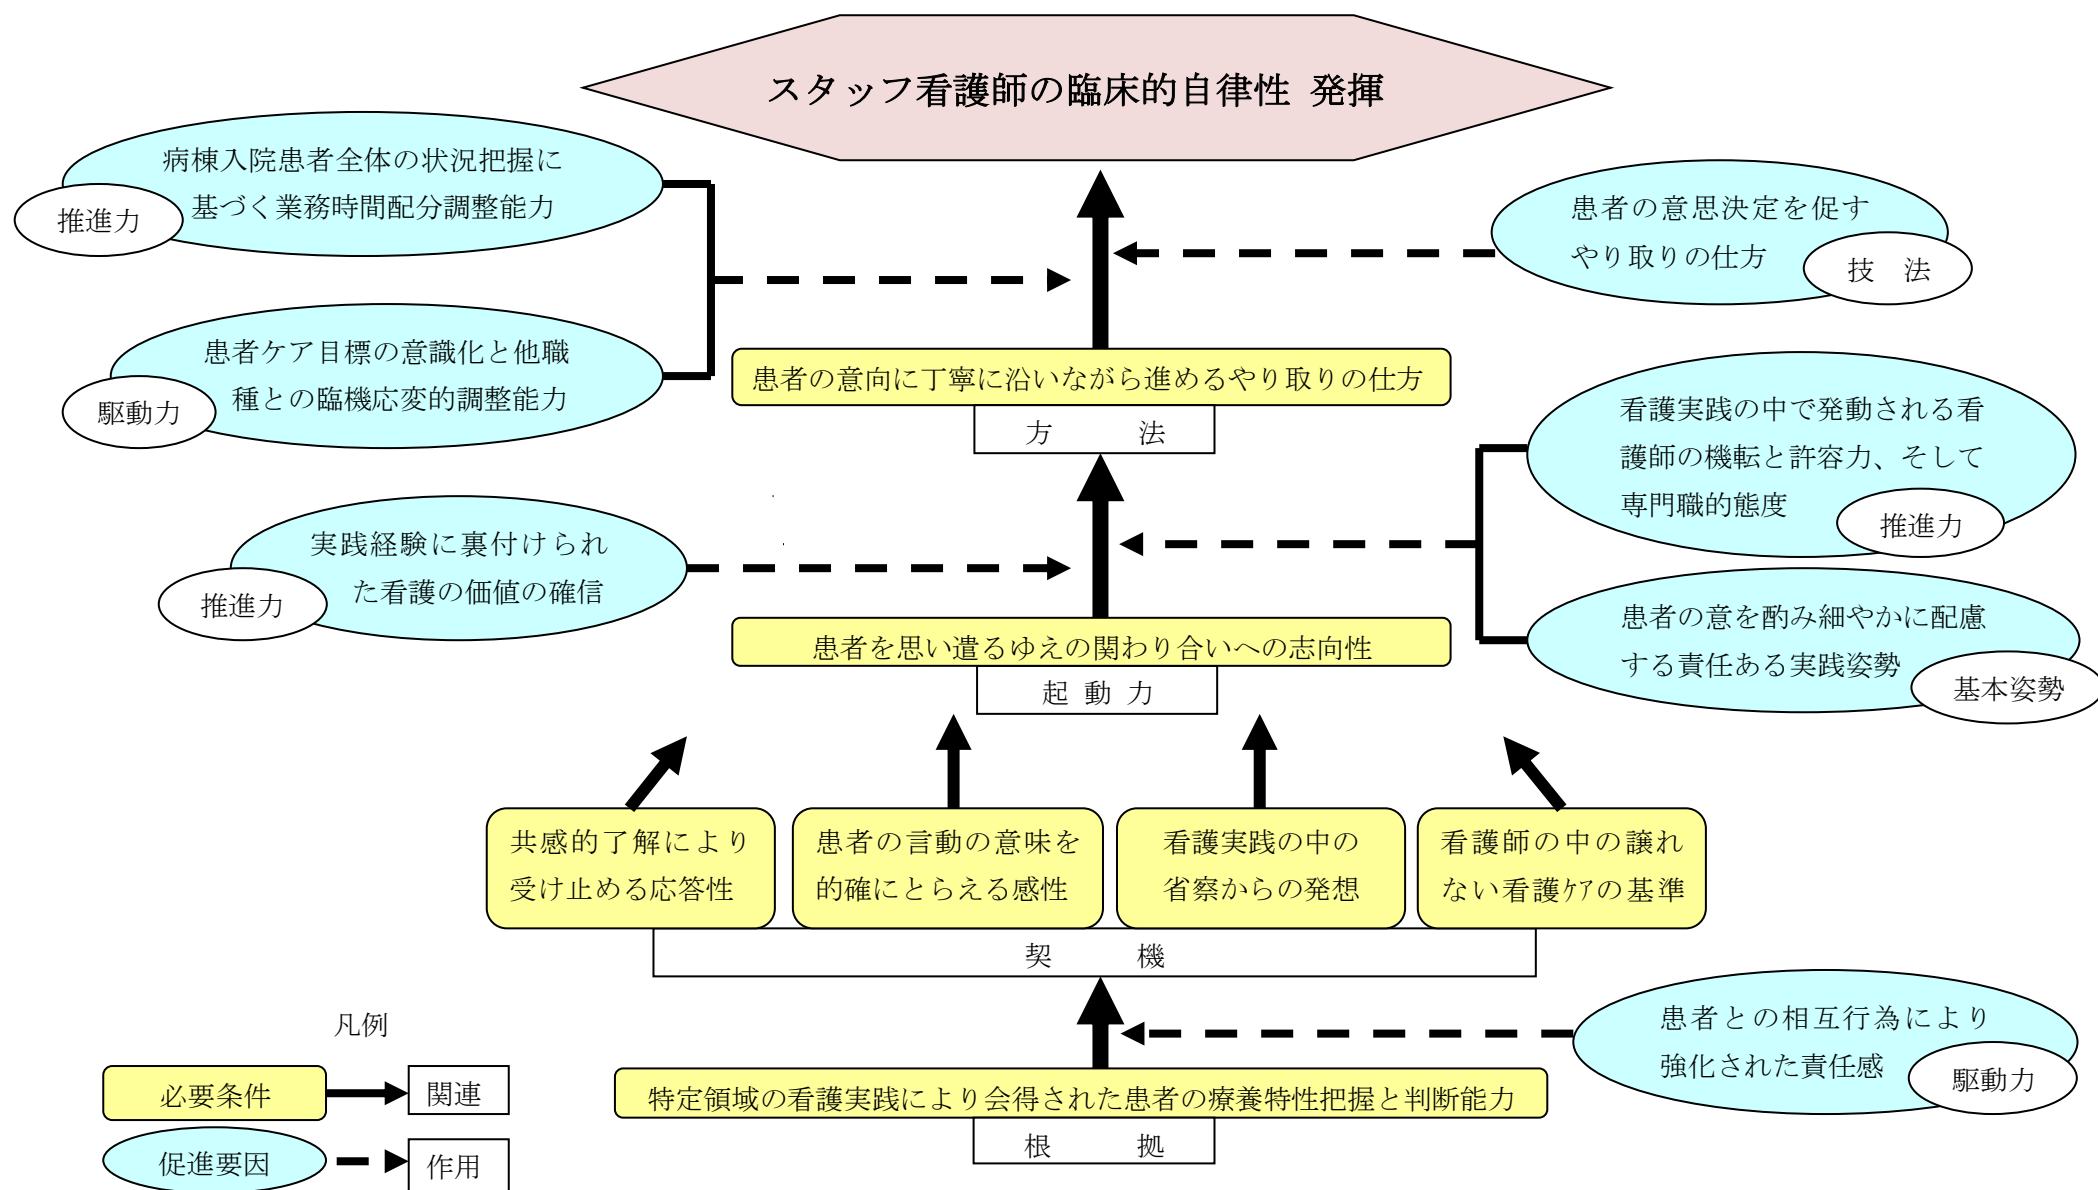 スタッフ看護師の臨床的自律性 発揮
病棟入院患者全体の状況把握に
基づく業務時間配分調整能力
推進力
患者の意思決定を促す
やり取りの仕方
技 法
患者ケア目標の意識化と他職
種との臨機応変的調整能力
駆動力
患者の意向に丁寧に沿いながら進めるやり取りの仕方
方 法
看護実践の中で発動される看
護師の機転と許容力、そして
専門職的態度
推進力
実践経験に裏付けられ
た看護の価値の確信
推進力
患者の意を酌み細やかに配慮
する責任ある実践姿勢
基本姿勢
患者を思い遣るゆえの関わり合いへの志向性
起 動 力
共感的了解により
受け止める応答性
患者の言動の意味を
的確にとらえる感性
看護実践の中の
省察からの発想
看護師の中の譲れ
ない看護ｹｱの基準
契 機
患者との相互行為により
強化された責任感
駆動力
特定領域の看護実践により会得された患者の療養特性把握と判断能力
根 拠
凡例
必要条件
関連
促進要因
作用